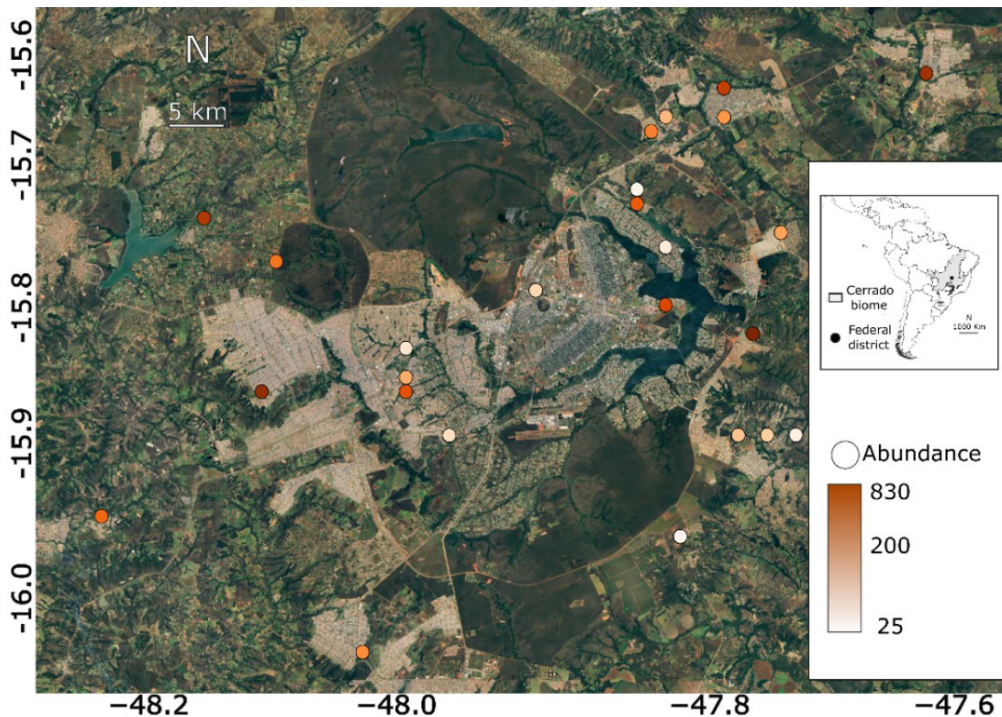 -15.6
-15.7
-15.8
-15.9
-16.0
N
5 km
Cerrado
biome
Federal
district
N
1000 Km
Abundance
830
200
25
-48.2
-48.0
-47.8
-47.6